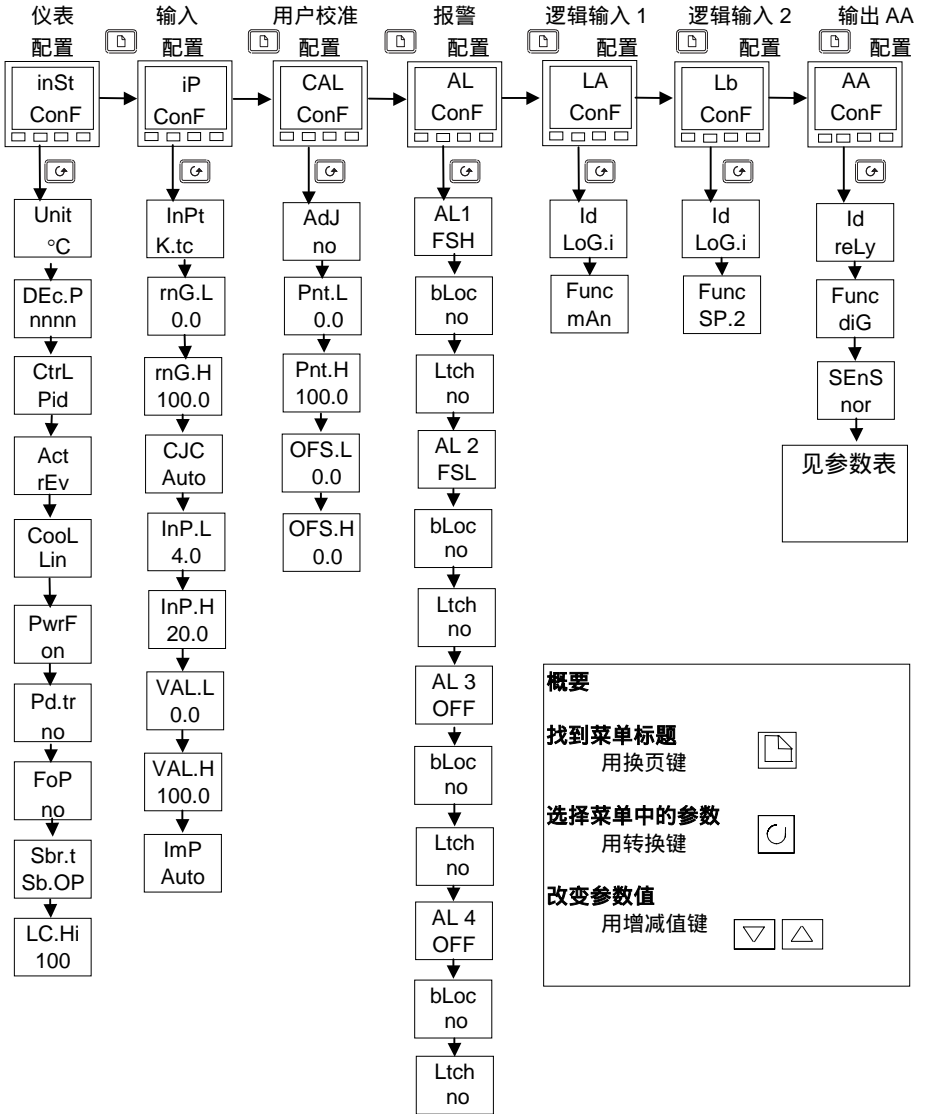 仪表
配置
inSt
ConF
Unit
°C
DEc.P
nnnn
CtrL
Pid
Act
rEv
CooL
Lin
PwrF
on
Pd.tr
no
FoP
no
Sbr.t
Sb.OP
LC.Hi
100
输入
配置
iP
ConF
InPt
K.tc
rnG.L
0.0
rnG.H
100.0
CJC
Auto
InP.L
4.0
InP.H
20.0
VAL.L
0.0
VAL.H
100.0
ImP
Auto
用户校准
配置
CAL
ConF
AdJ
no
Pnt.L
0.0
Pnt.H
100.0
OFS.L
0.0
OFS.H
0.0
报警
配置
AL
ConF
AL1
FSH
bLoc
no
Ltch
no
AL 2
FSL
bLoc
no
Ltch
no
AL 3
OFF
bLoc
no
Ltch
no
AL 4
OFF
bLoc
no
Ltch
no
逻辑输入 1
配置
LA
ConF
Id
LoG.i
Func
mAn
逻辑输入 2
配置
Lb
ConF
Id
LoG.i
Func
SP.2
输出 AA
配置
AA
ConF
Id
reLy
Func
diG
SEnS
nor
见参数表
概要
找到菜单标题
用换页键
选择菜单中的参数
用转换键
改变参数值
用增减值键